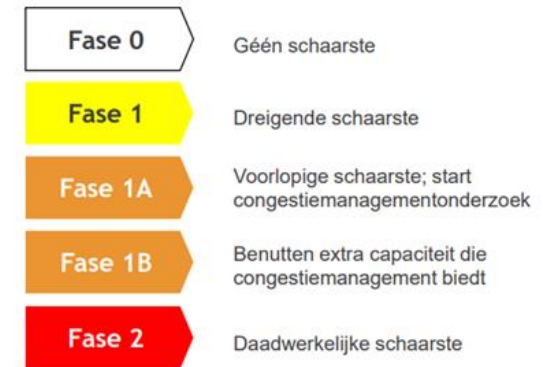 Fase 0
Géén schaarste
Fase 1
Dreigende schaarste
Fase 1A
Voorlopige schaarste; start
congestiemanagementonderzoek
Fase 1B
Benutten extra capaciteit die
congestiemanagement biedt
Fase 2
Daadwerkelijke schaarste